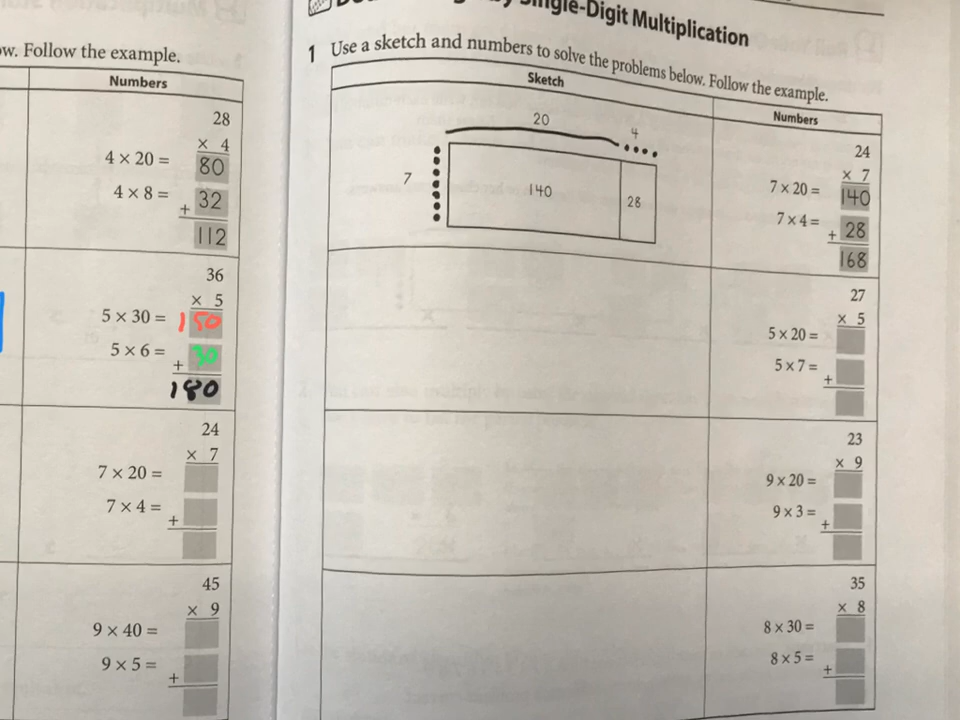 ow. Follow the example.
Numbers
28
× 4
4 × 20 = 80
4 × 8 = + 32
112
36
× 5
5 × 30 = 150
5 × 6 = + 30
180
24
× 7
7 × 20 =
7 × 4 = +
45
× 9
9 × 40 =
9 × 5 = +
Single-Digit Multiplication
1 Use a sketch and numbers to solve the problems below. Follow the example.
Sketch
Numbers
20 4
7 140 28
24
× 7
7 × 20 = 140
7 × 4 = + 28
168
27
× 5
5 × 20 =
5 × 7 = +
23
× 9
9 × 20 =
9 × 3 = +
35
× 8
8 × 30 =
8 × 5 = +